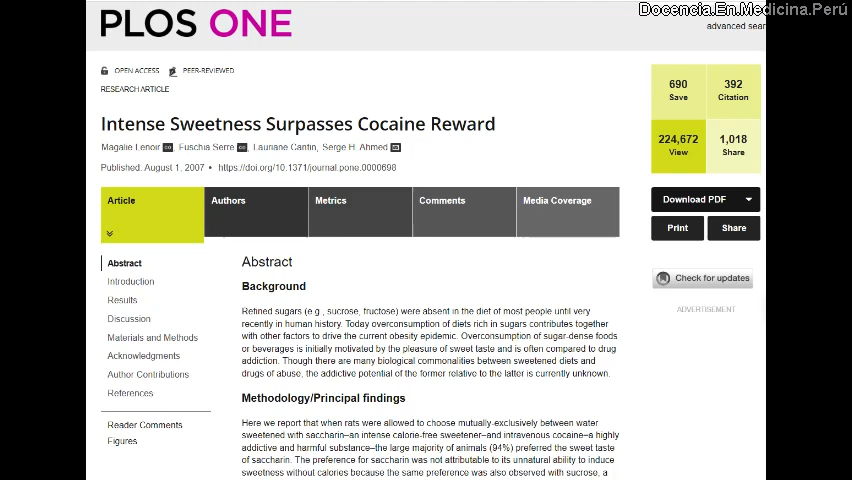 Docencia.En.Medicina.Perú
PLOS ONE
advanced sear
OPEN ACCESS PEER-REVIEWED
RESEARCH ARTICLE
Intense Sweetness Surpasses Cocaine Reward
Magalie Lenoir, Fuschia Serre, Lauriane Cantin, Serge H. Ahmed
Published: August 1, 2007 • https://doi.org/10.1371/journal.pone.0000698
690
Save
392
Citation
224,672
View
1,018
Share
Article
Authors
Metrics
Comments
Media Coverage
Download PDF
Print
Share
Check for updates
ADVERTISEMENT
Abstract
Introduction
Results
Discussion
Materials and Methods
Acknowledgments
Author Contributions
References
Reader Comments
Figures
Abstract
Background
Refined sugars (e.g., sucrose, fructose) were absent in the diet of most people until very
recently in human history. Today overconsumption of diets rich in sugars contributes together
with other factors to drive the current obesity epidemic. Overconsumption of sugar-dense foods
or beverages is initially motivated by the pleasure of sweet taste and is often compared to drug
addiction. Though there are many biological commonalities between sweetened diets and
drugs of abuse, the addictive potential of the former relative to the latter is currently unknown.
Methodology/Principal findings
Here we report that when rats were allowed to choose mutually-exclusively between water
sweetened with saccharin–an intense calorie-free sweetener–and intravenous cocaine–a highly
addictive and harmful substance–the large majority of animals (94%) preferred the sweet taste
of saccharin. The preference for saccharin was not attributable to its unnatural ability to induce
sweetness without calories because the same preference was also observed with sucrose, a